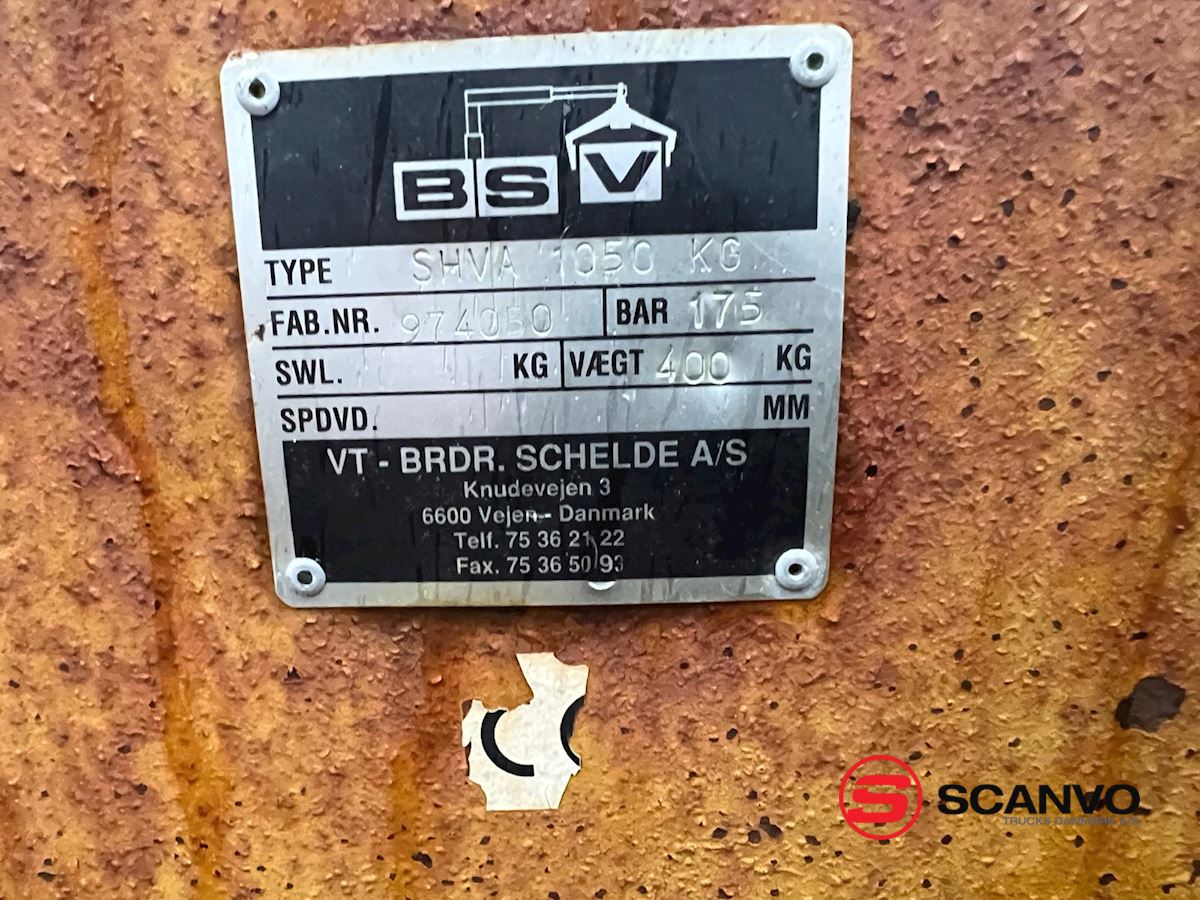 BSV
TYPE SHVA 1050 KG
FAB.NR. 974050 BAR 175
SWL. KG VÆGT 400 KG
SPDVD. MM
VT - BRDR. SCHELDE A/S
Knudevejen 3
6600 Vejen - Danmark
Telf. 75 36 21 22
Fax. 75 36 50 93
SCANVO
TRUCKS DANMARK A/S